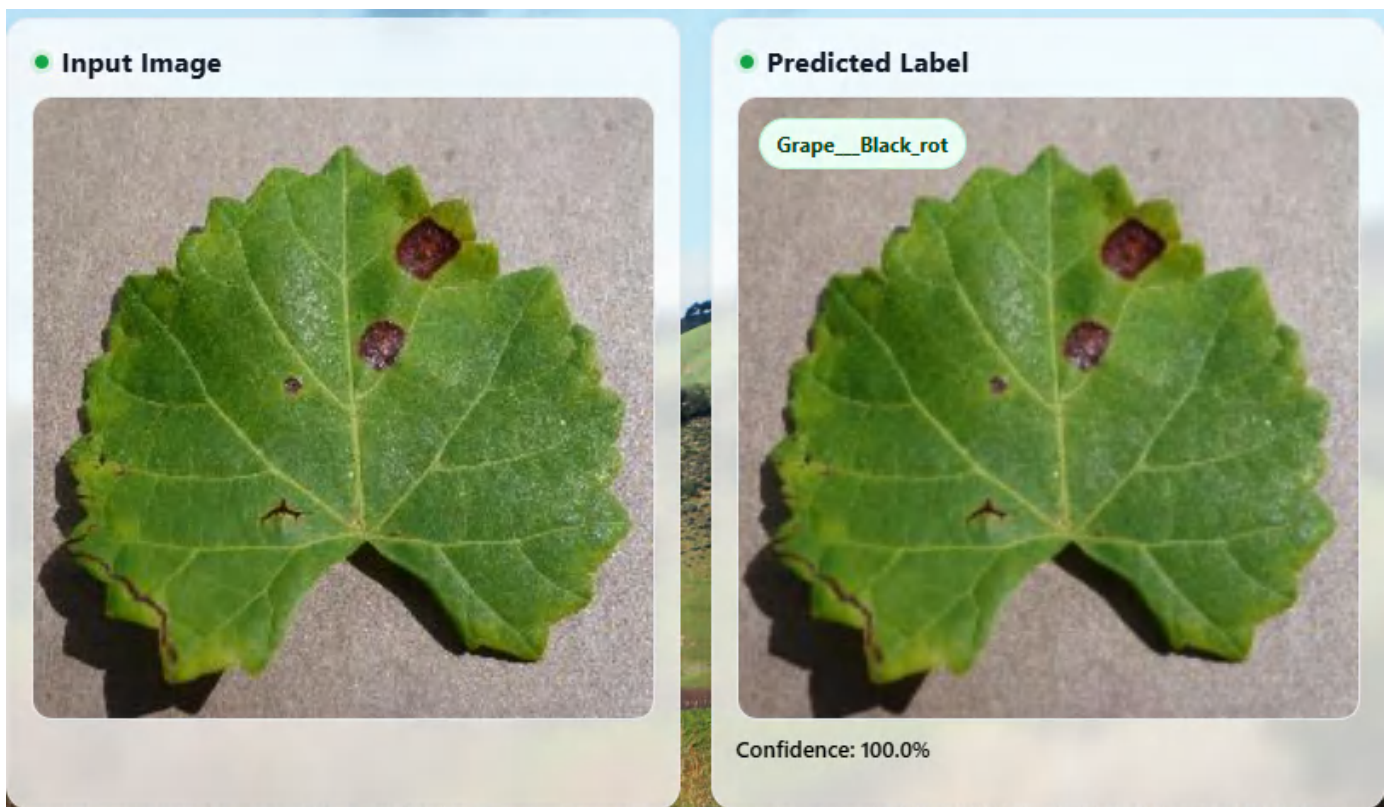 Input Image
Predicted Label
Grape___Black_rot
Confidence: 100.0%